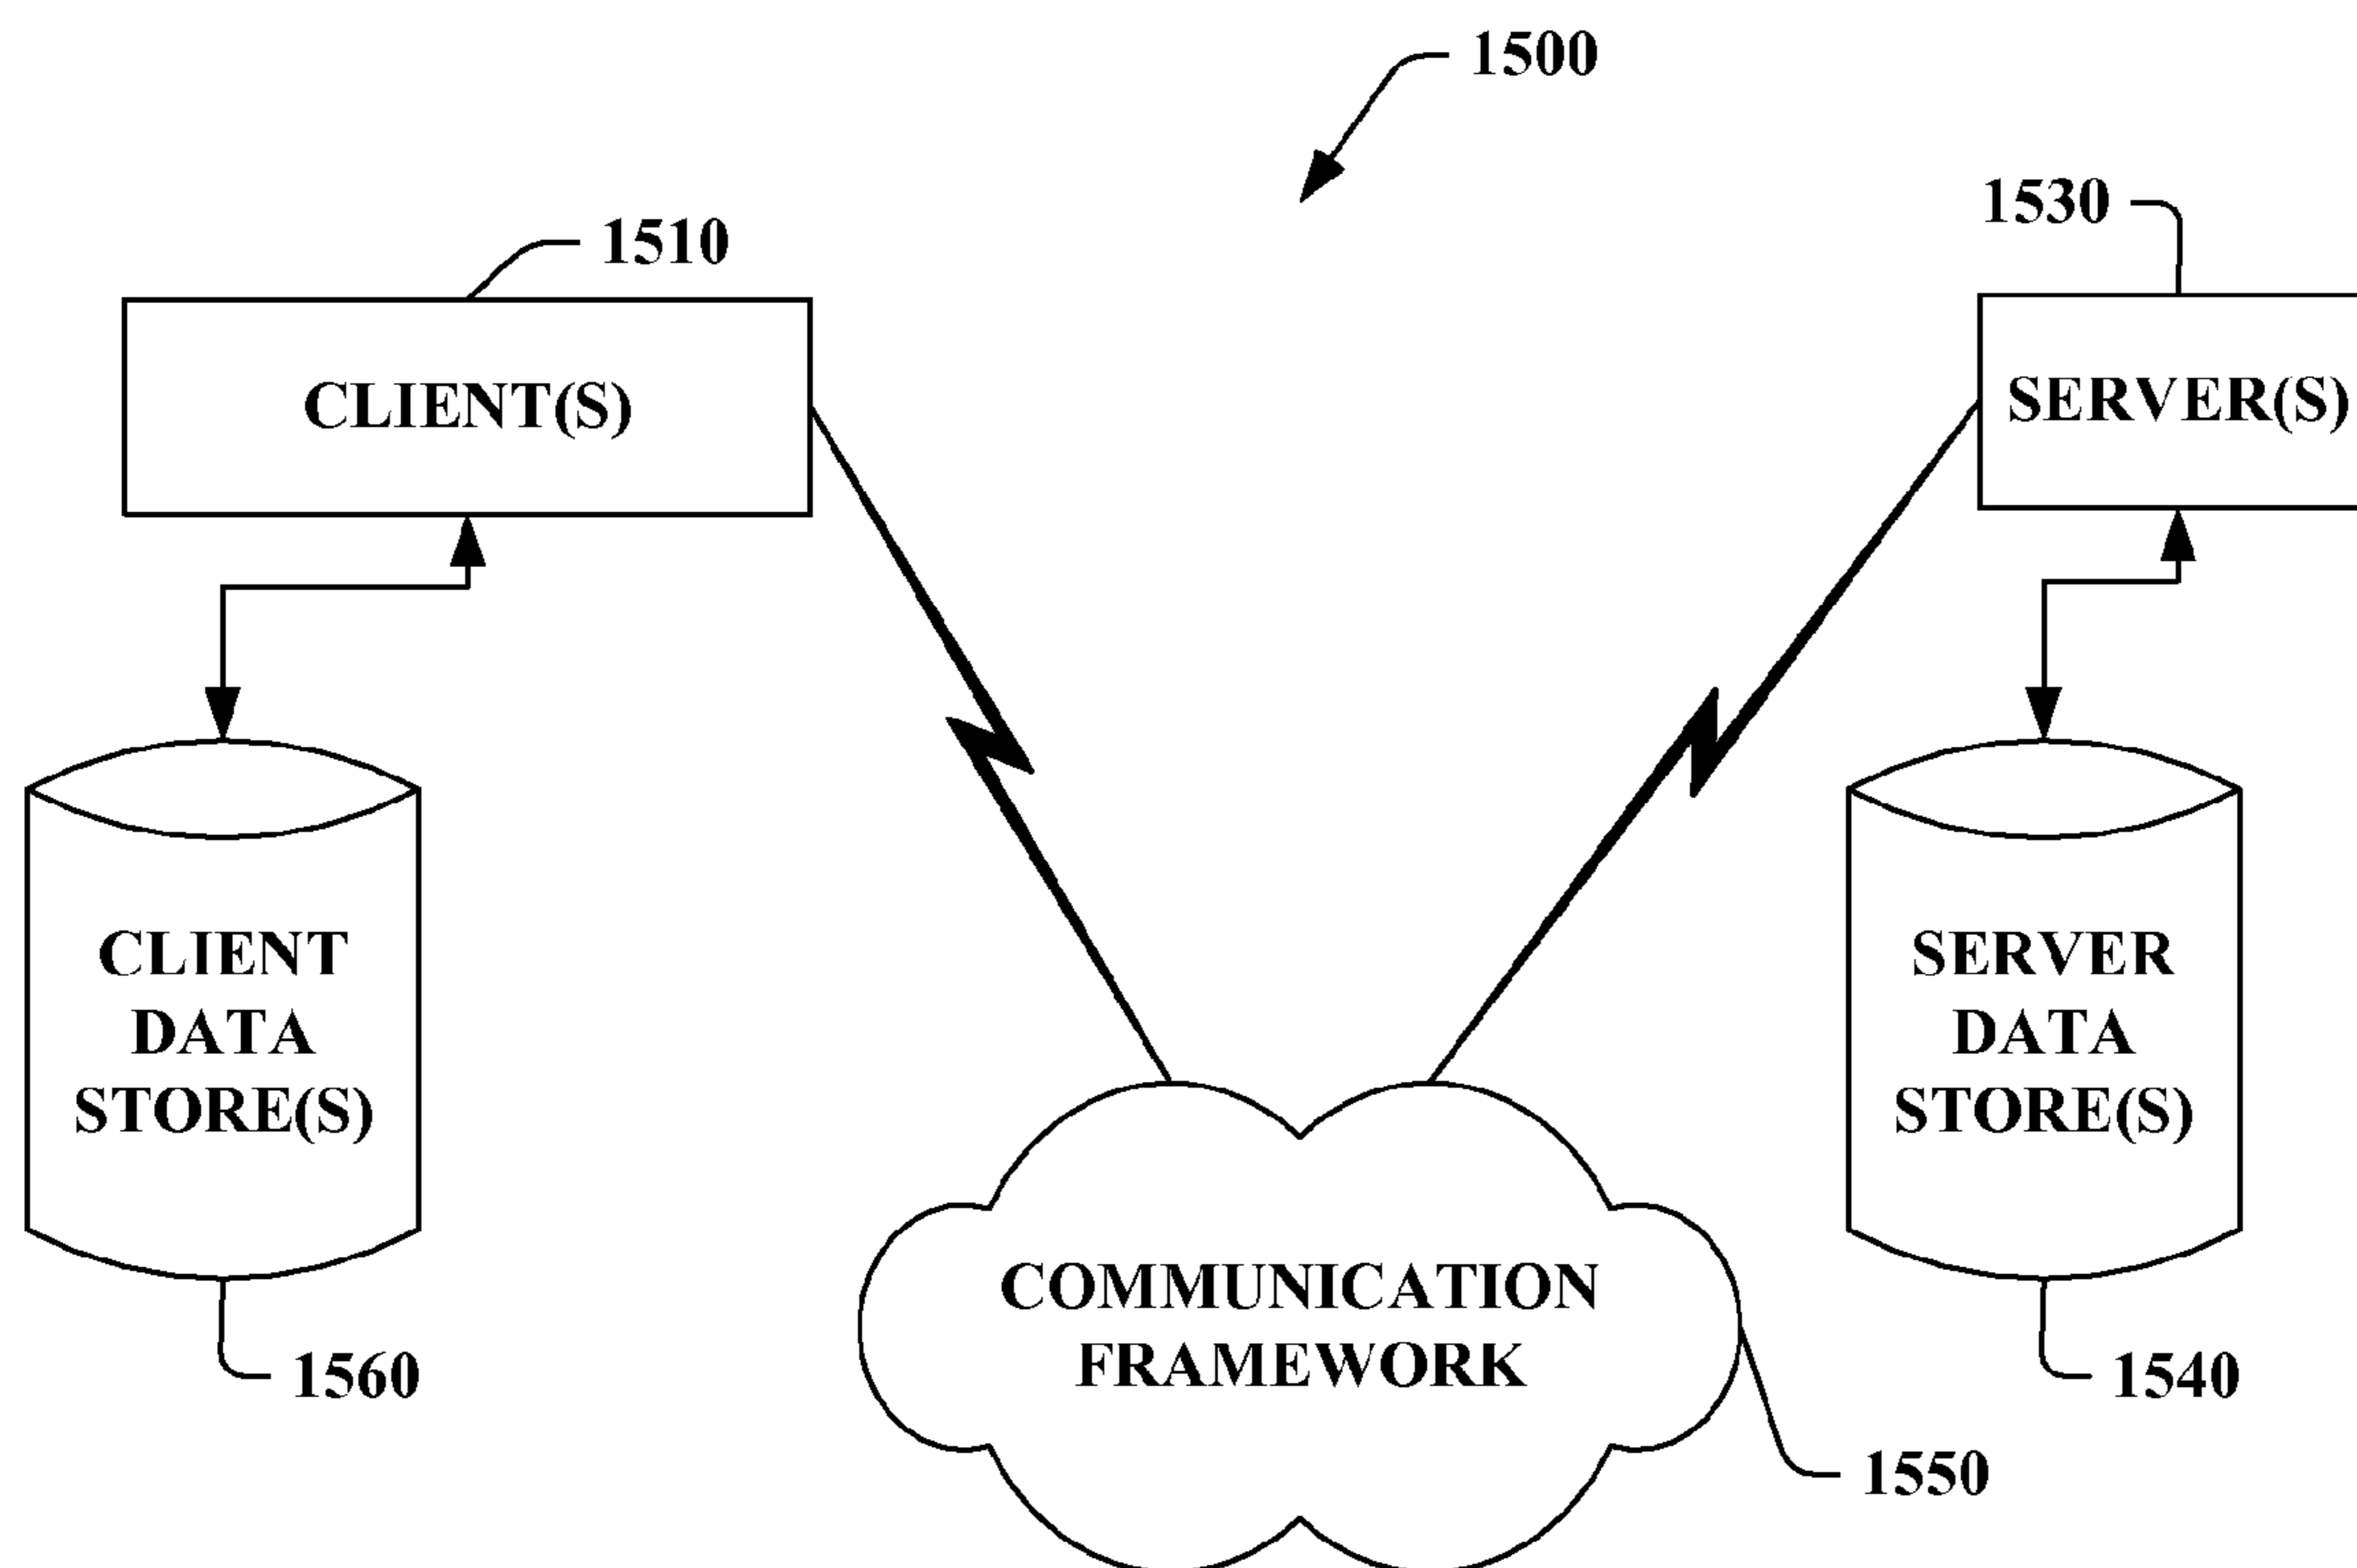 1500
1510
1530
CLIENT(S)
SERVER(S)
CLIENT
DATA
STORE(S)
SERVER
DATA
STORE(S)
COMMUNICATION
FRAMEWORK
1560
1540
1550